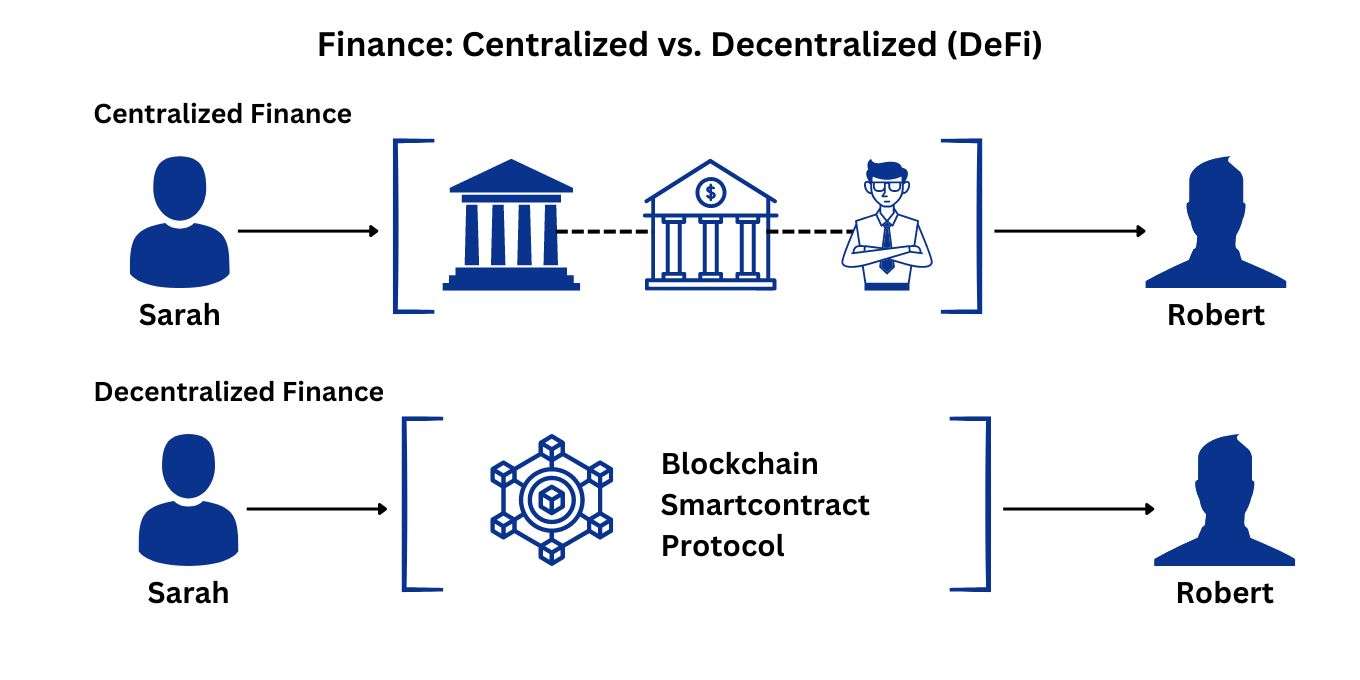 Finance: Centralized vs. Decentralized (DeFi)
Centralized Finance
$
Sarah
Robert
Decentralized Finance
Blockchain
Smartcontract
Protocol
Sarah
Robert